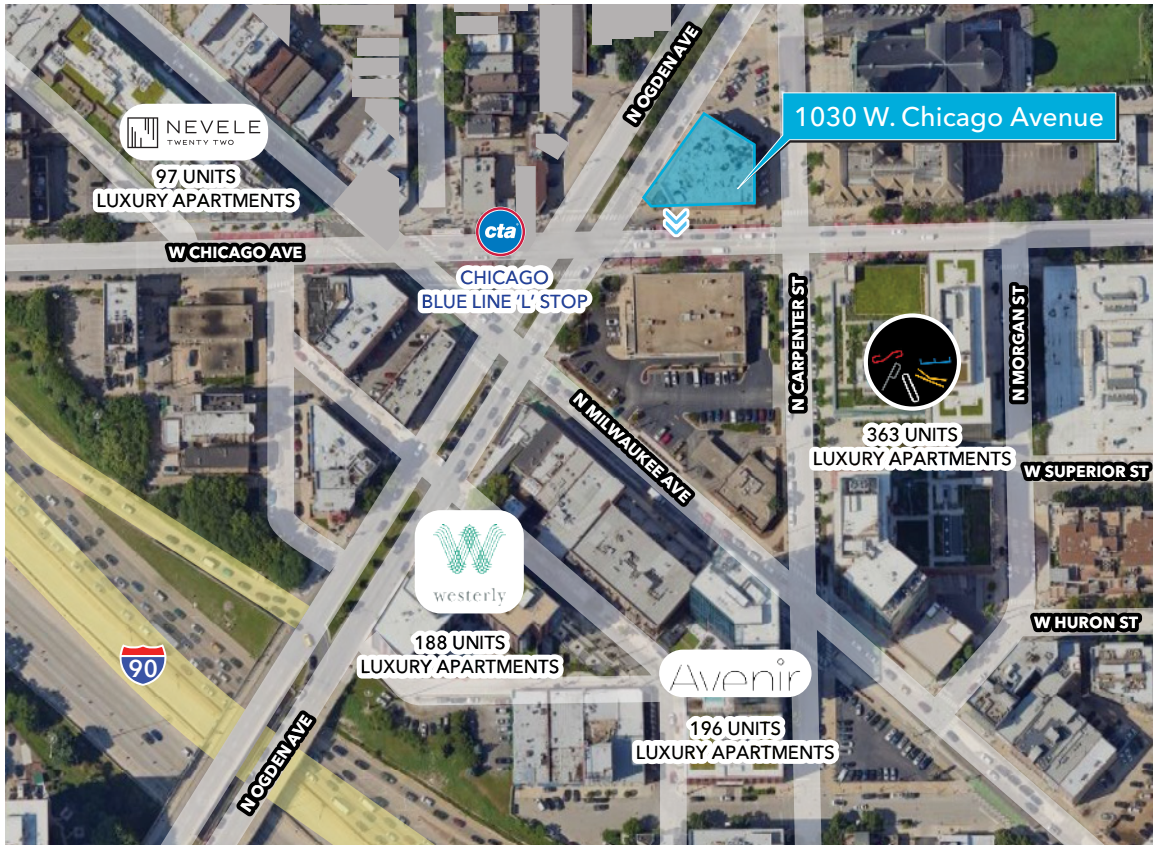 N OGDEN AVE
1030 W. Chicago Avenue
NEVELE
TWENTY TWO
97 UNITS
LUXURY APARTMENTS
cta
W CHICAGO AVE
CHICAGO
BLUE LINE 'L' STOP
N CARPENTER ST
N MORGAN ST
N MILWAUKEE AVE
363 UNITS
LUXURY APARTMENTS
W SUPERIOR ST
westerly
W HURON ST
188 UNITS
LUXURY APARTMENTS
90
Avenir
196 UNITS
LUXURY APARTMENTS
N OGDEN AVE